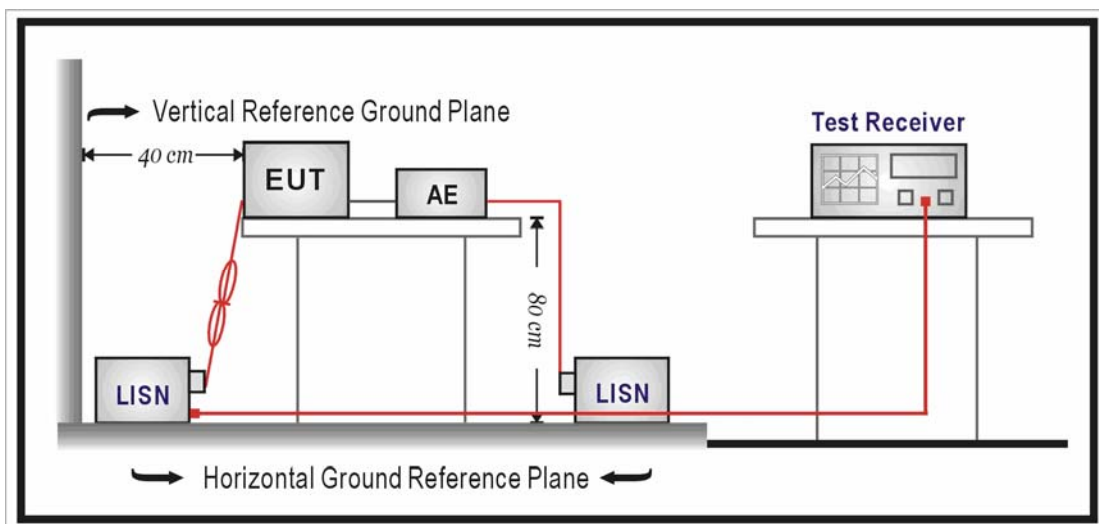 Vertical Reference Ground Plane
40 cm
EUT
AE
Test Receiver
80 cm
LISN
LISN
Horizontal Ground Reference Plane